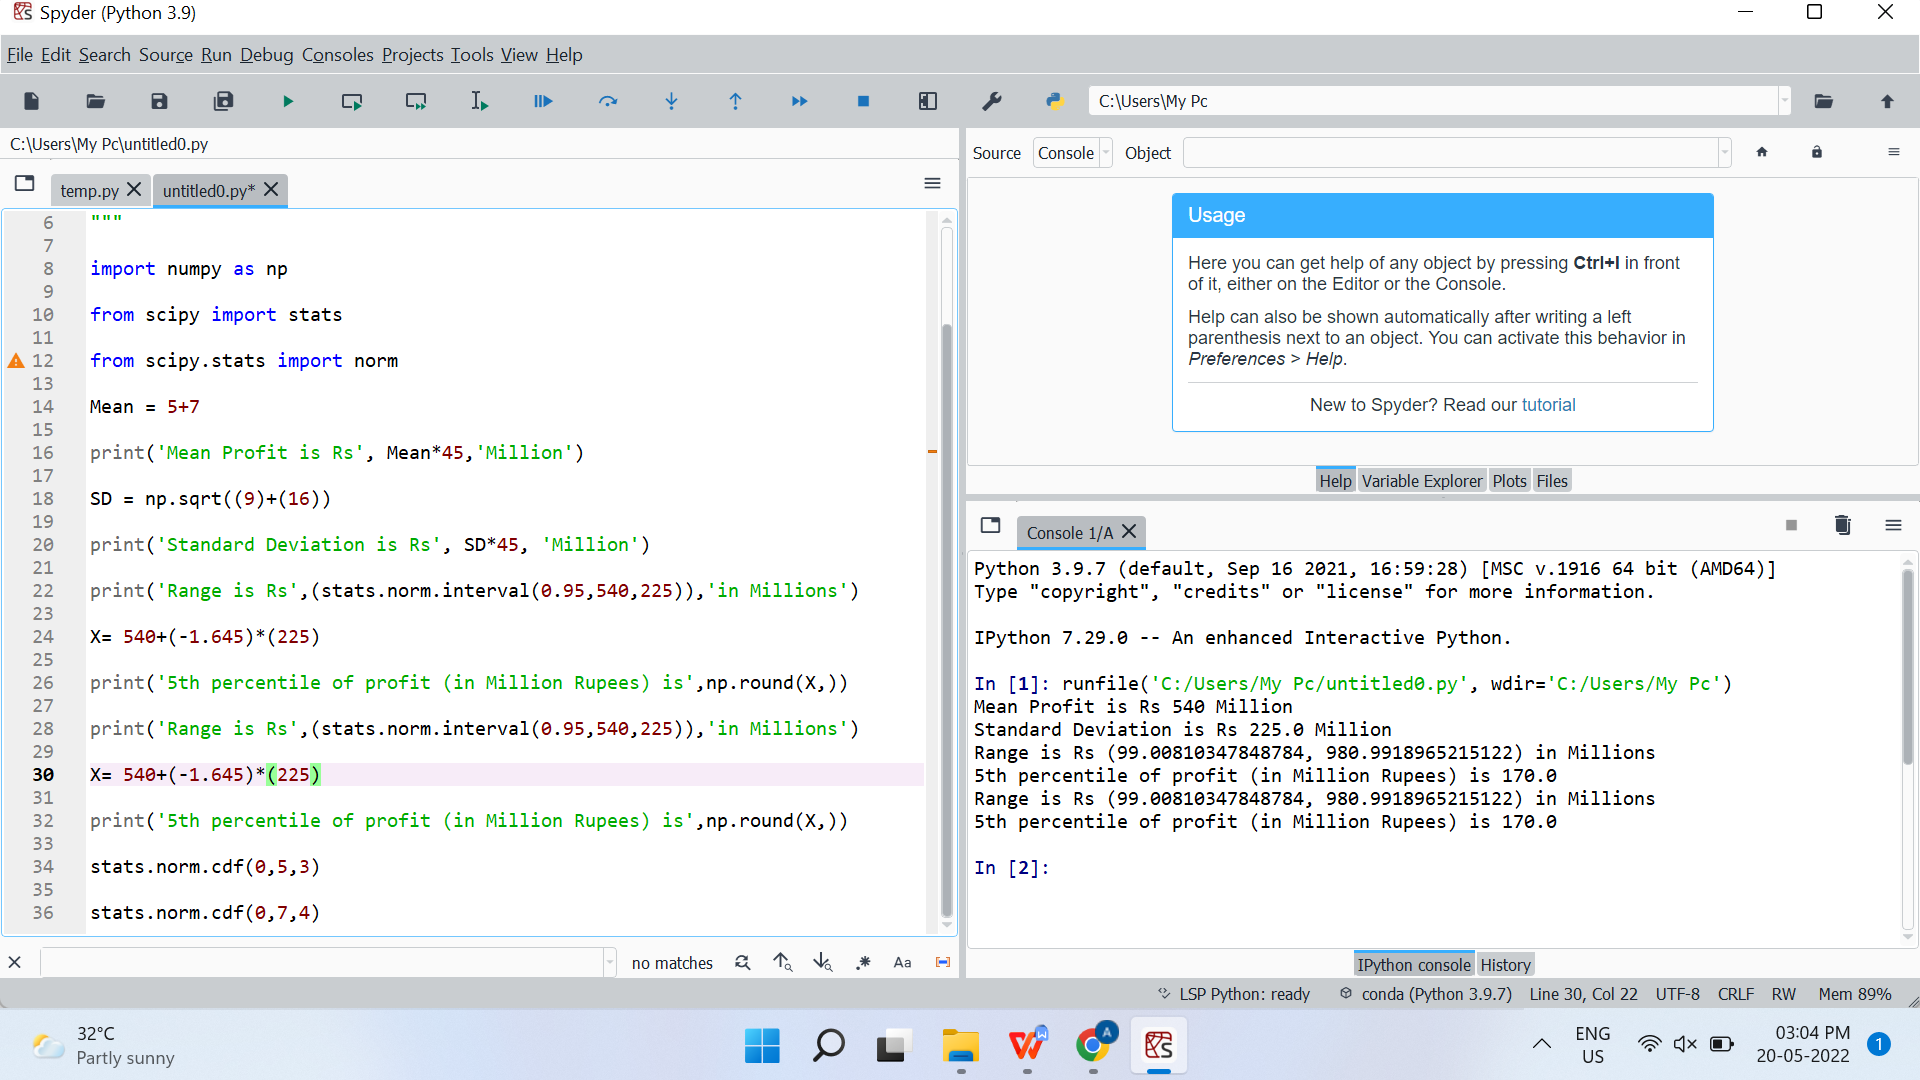 Spyder (Python 3.9)
File Edit Search Source Run Debug Consoles Projects Tools View Help
C:\Users\My Pc
C:\Users\My Pc\untitled0.py
temp.py
untitled0.py*
6 """
7
8 import numpy as np
9
10 from scipy import stats
11
12 from scipy.stats import norm
13
14 Mean = 5+7
15
16 print('Mean Profit is Rs', Mean*45,'Million')
17
18 SD = np.sqrt((9)+(16))
19
20 print('Standard Deviation is Rs', SD*45, 'Million')
21
22 print('Range is Rs',(stats.norm.interval(0.95,540,225)),'in Millions')
23
24 X= 540+(-1.645)*(225)
25
26 print('5th percentile of profit (in Million Rupees) is',np.round(X,))
27
28 print('Range is Rs',(stats.norm.interval(0.95,540,225)),'in Millions')
29
30 X= 540+(-1.645)*(225)
31
32 print('5th percentile of profit (in Million Rupees) is',np.round(X,))
33
34 stats.norm.cdf(0,5,3)
35
36 stats.norm.cdf(0,7,4)
no matches
Aa
Source Console Object
Usage
Here you can get help of any object by pressing Ctrl+I in front
of it, either on the Editor or the Console.
Help can also be shown automatically after writing a left
parenthesis next to an object. You can activate this behavior in
Preferences > Help.
New to Spyder? Read our tutorial
Help Variable Explorer Plots Files
Console 1/A
Python 3.9.7 (default, Sep 16 2021, 16:59:28) [MSC v.1916 64 bit (AMD64)]
Type "copyright", "credits" or "license" for more information.
IPython 7.29.0 -- An enhanced Interactive Python.
In [1]: runfile('C:/Users/My Pc/untitled0.py', wdir='C:/Users/My Pc')
Mean Profit is Rs 540 Million
Standard Deviation is Rs 225.0 Million
Range is Rs (99.00810347848784, 980.9918965215122) in Millions
5th percentile of profit (in Million Rupees) is 170.0
Range is Rs (99.00810347848784, 980.9918965215122) in Millions
5th percentile of profit (in Million Rupees) is 170.0
In [2]:
IPython console History
LSP Python: ready conda (Python 3.9.7) Line 30, Col 22 UTF-8 CRLF RW Mem 89%
32°C
Partly sunny
A
ENG
US
03:04 PM
20-05-2022
1